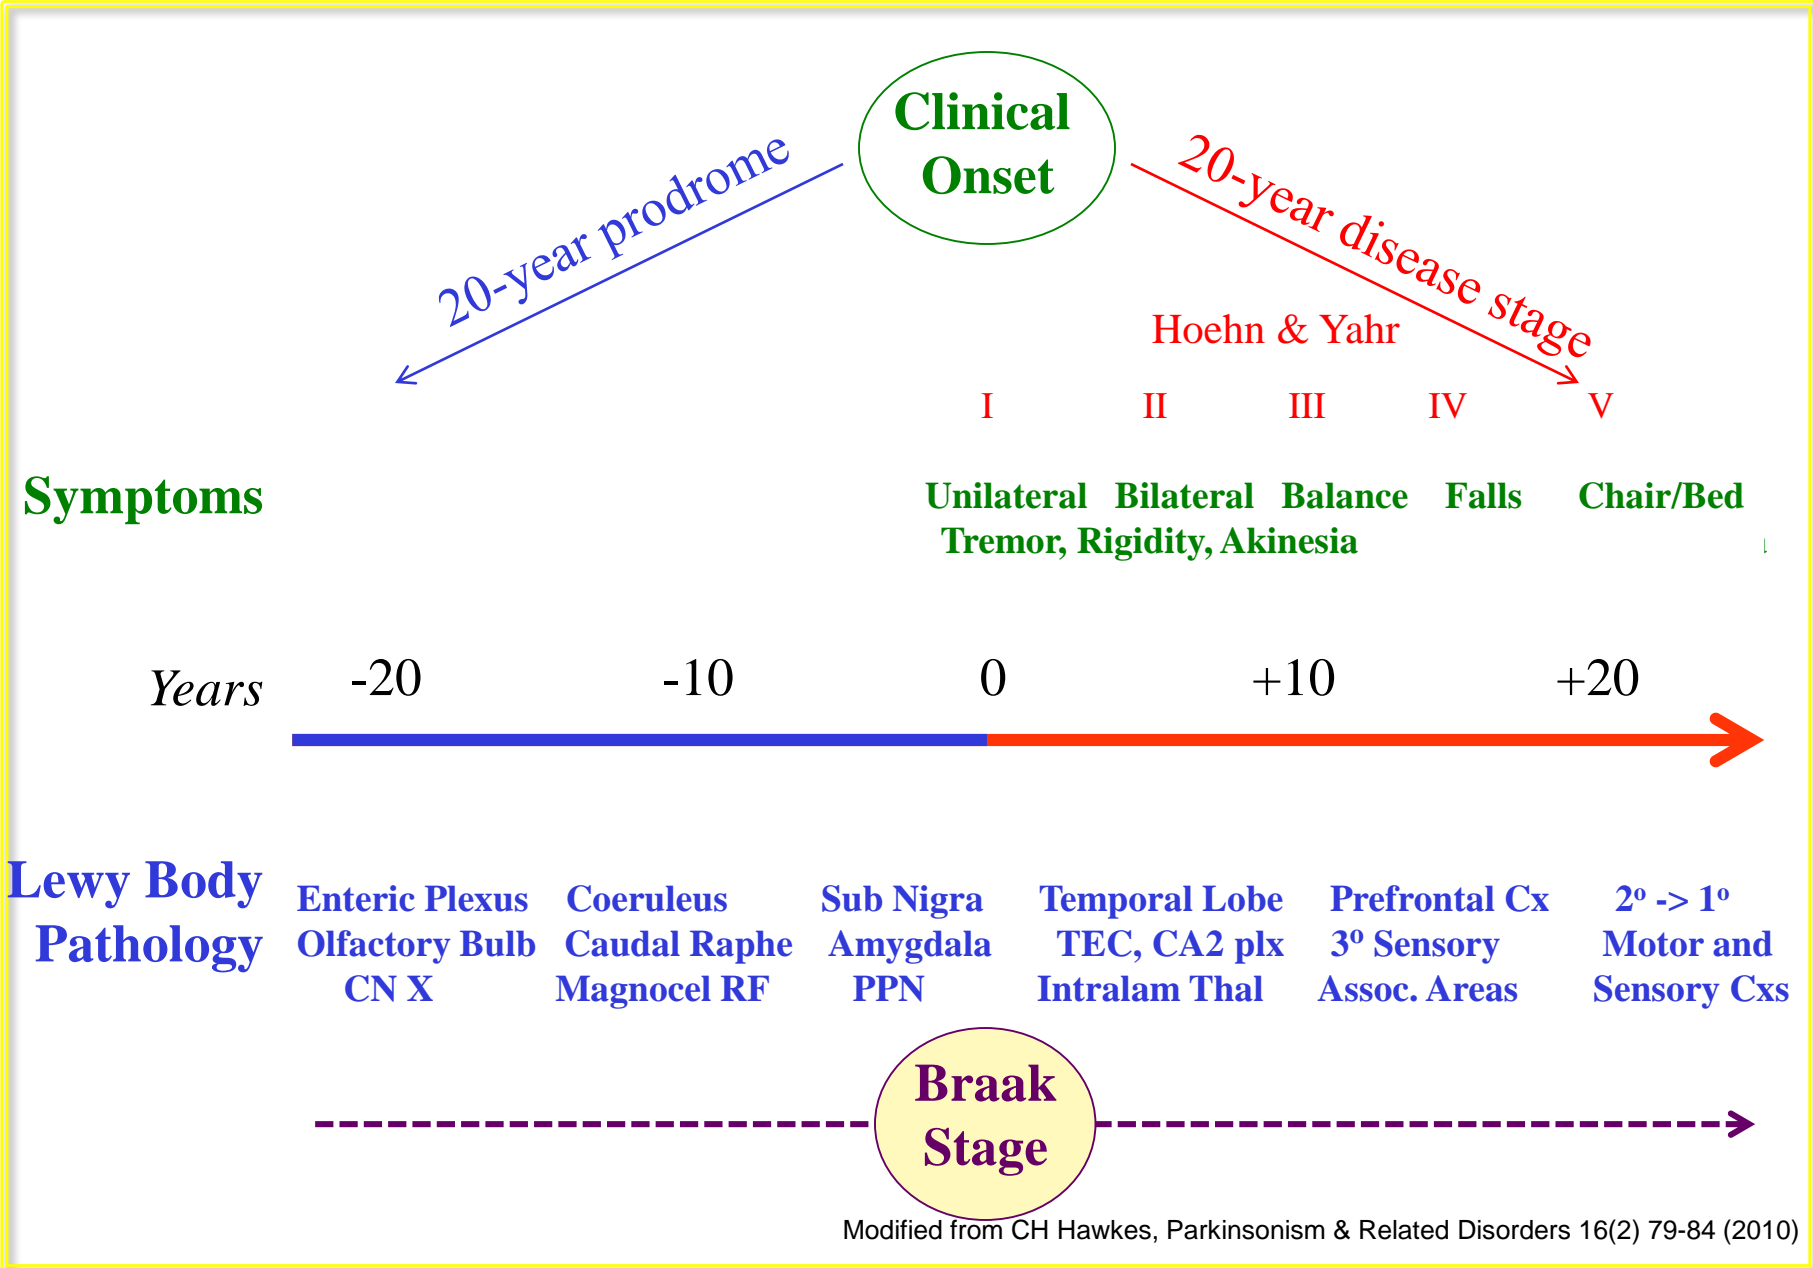 Clinical
Onset
20-year prodrome
20-year disease stage
Hoehn & Yahr
I II III IV V
Symptoms
Unilateral Bilateral Balance Falls Chair/Bed
Tremor, Rigidity, Akinesia
Years -20 -10 0 +10 +20
Lewy Body
Pathology
Enteric Plexus Coeruleus Sub Nigra Temporal Lobe Prefrontal Cx 2º -> 1º
Olfactory Bulb Caudal Raphe Amygdala TEC, CA2 plx 3º Sensory Motor and
CN X Magnocel RF PPN Intralam Thal Assoc. Areas Sensory Cxs
Braak
Stage
Modified from CH Hawkes, Parkinsonism & Related Disorders 16(2) 79-84 (2010)